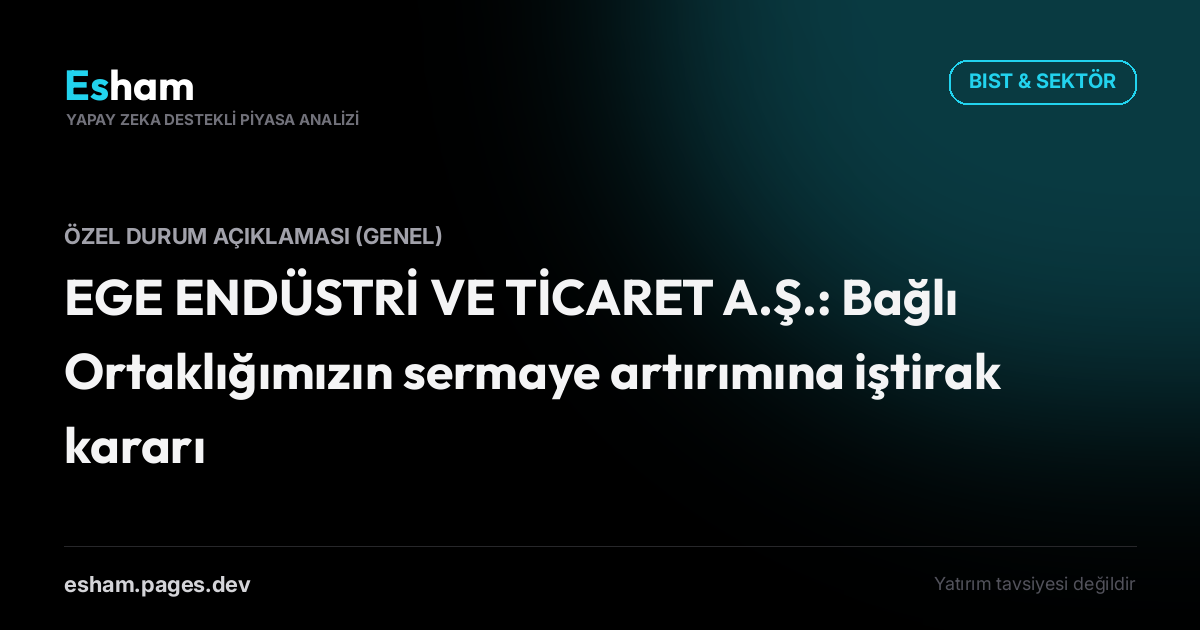 Esham
BIST & SEKTÖR
YAPAY ZEKA DESTEKLİ PİYASA ANALİZİ
ÖZEL DURUM AÇIKLAMASI (GENEL)
EGE ENDÜSTRİ VE TİCARET A.Ş.: Bağlı
Ortaklığımızın sermaye artırımına iştirak
kararı
esham.pages.dev
Yatırım tavsiyesi değildir